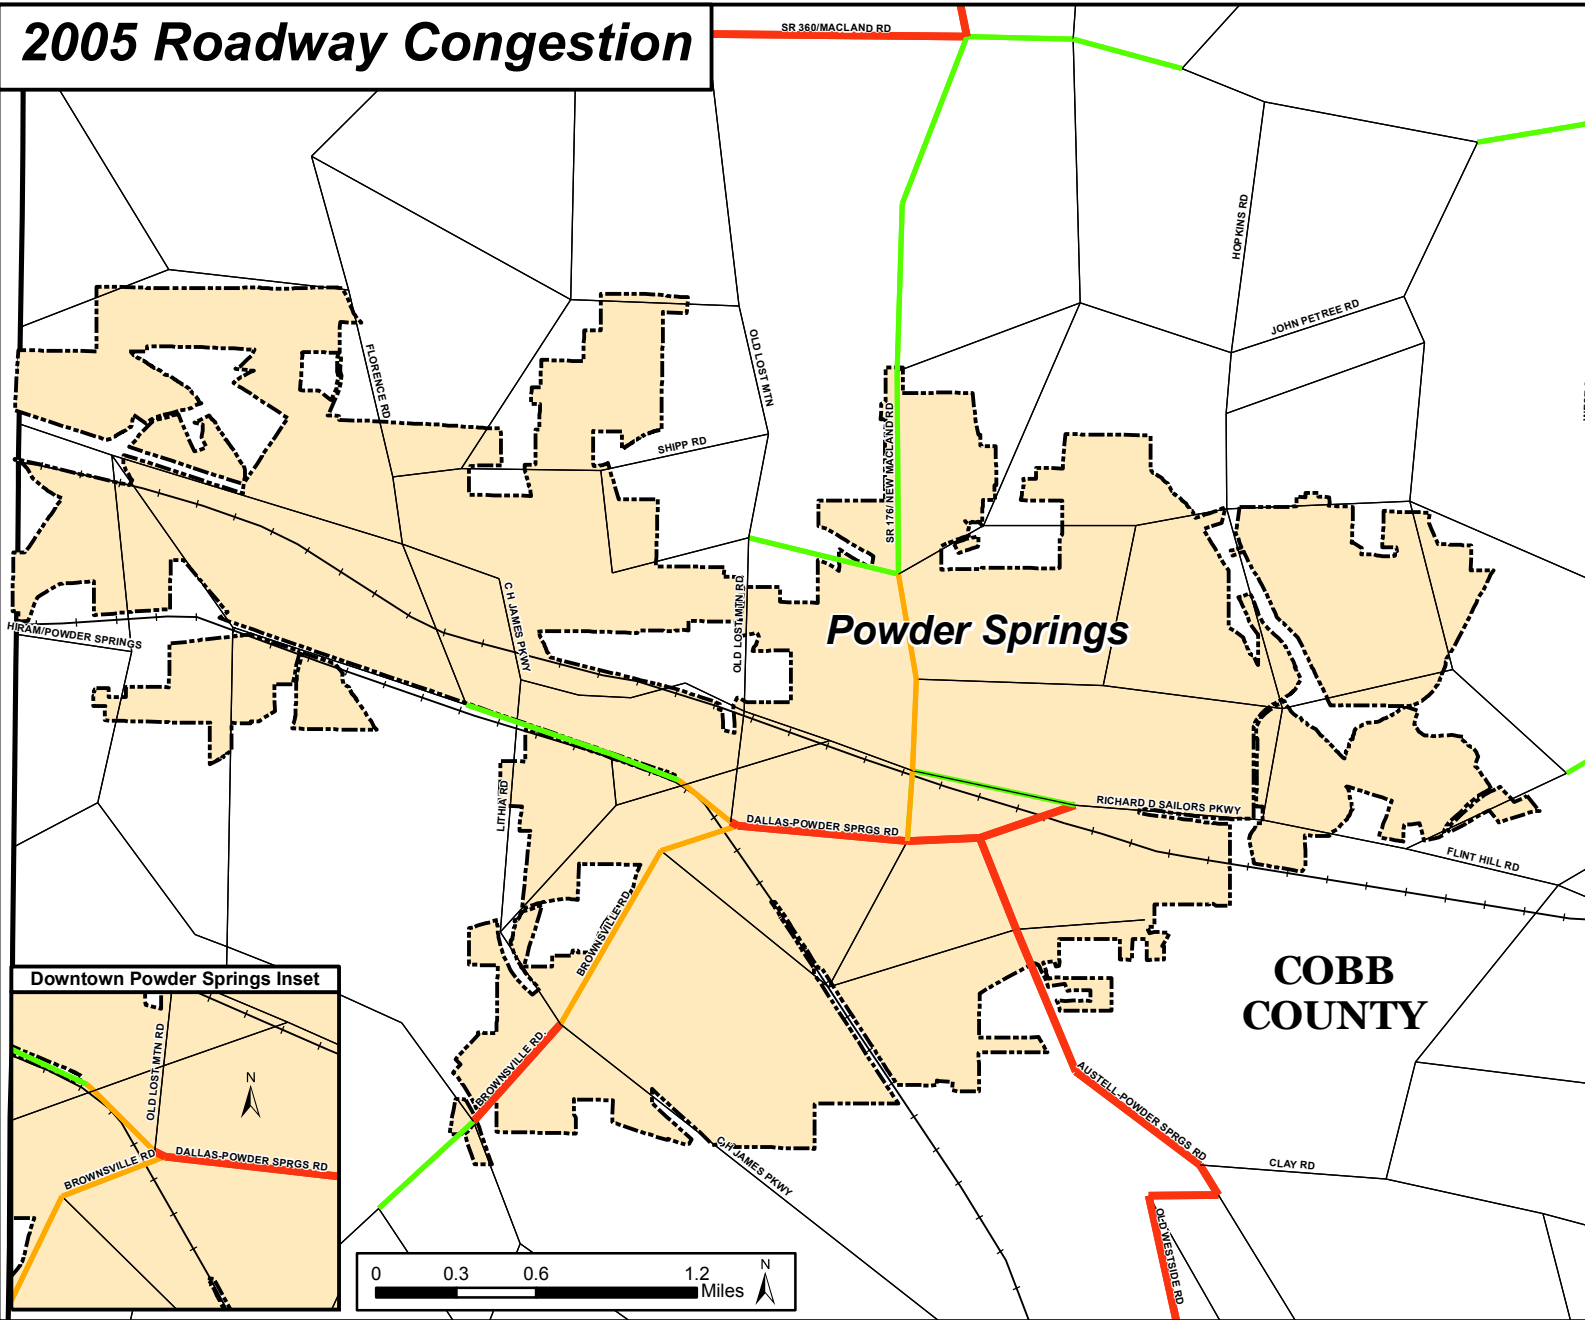 2005 Roadway Congestion
SR 360/MACLAND RD
HOPKINS RD
JOHN PETREE RD
OLD LOST MTN
FLORENCE RD
SHIPP RD
SR 176/ NEW MACLAND RD
C H JAMES PKWY
OLD LOST MTN RD
HIRAM/POWDER SPRINGS
Powder Springs
LITHIA RD
DALLAS-POWDER SPRGS RD
RICHARD D SAILORS PKWY
FLINT HILL RD
BROWNSVILLE RD
COBB
COUNTY
BROWNSVILLE RD
AUSTELL-POWDER SPRGS RD
C H JAMES PKWY
CLAY RD
OLD WESTSIDE RD
Downtown Powder Springs Inset
OLD LOST MTN RD
N
DALLAS-POWDER SPRGS RD
BROWNSVILLE RD
0 0.3 0.6 1.2
Miles
N